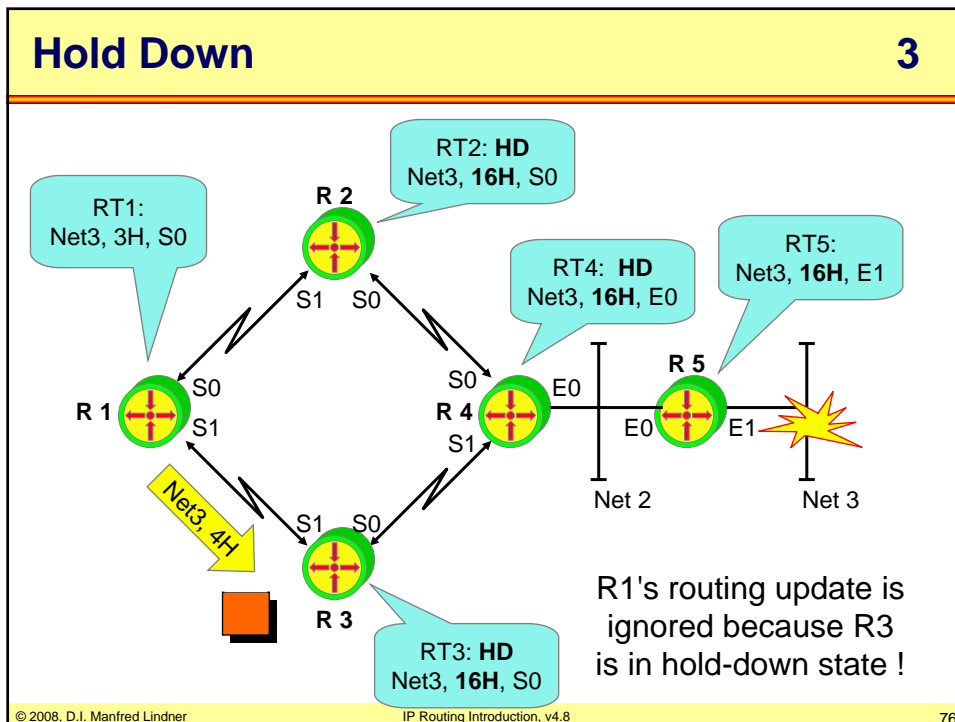 Hold Down 3
RT2: HD
Net3, 16H, S0
R 2
RT1:
Net3, 3H, S0
RT4: HD
Net3, 16H, E0
RT5:
Net3, 16H, E1
S1 S0
S0
R 1
S1
S0
R 4
S1
E0
R 5
E0 E1
Net 2 Net 3
Net3, 4H
S1 S0
R 3
RT3: HD
Net3, 16H, S0
R1's routing update is
ignored because R3
is in hold-down state !
© 2008, D.I. Manfred Lindner IP Routing Introduction, v4.8 76